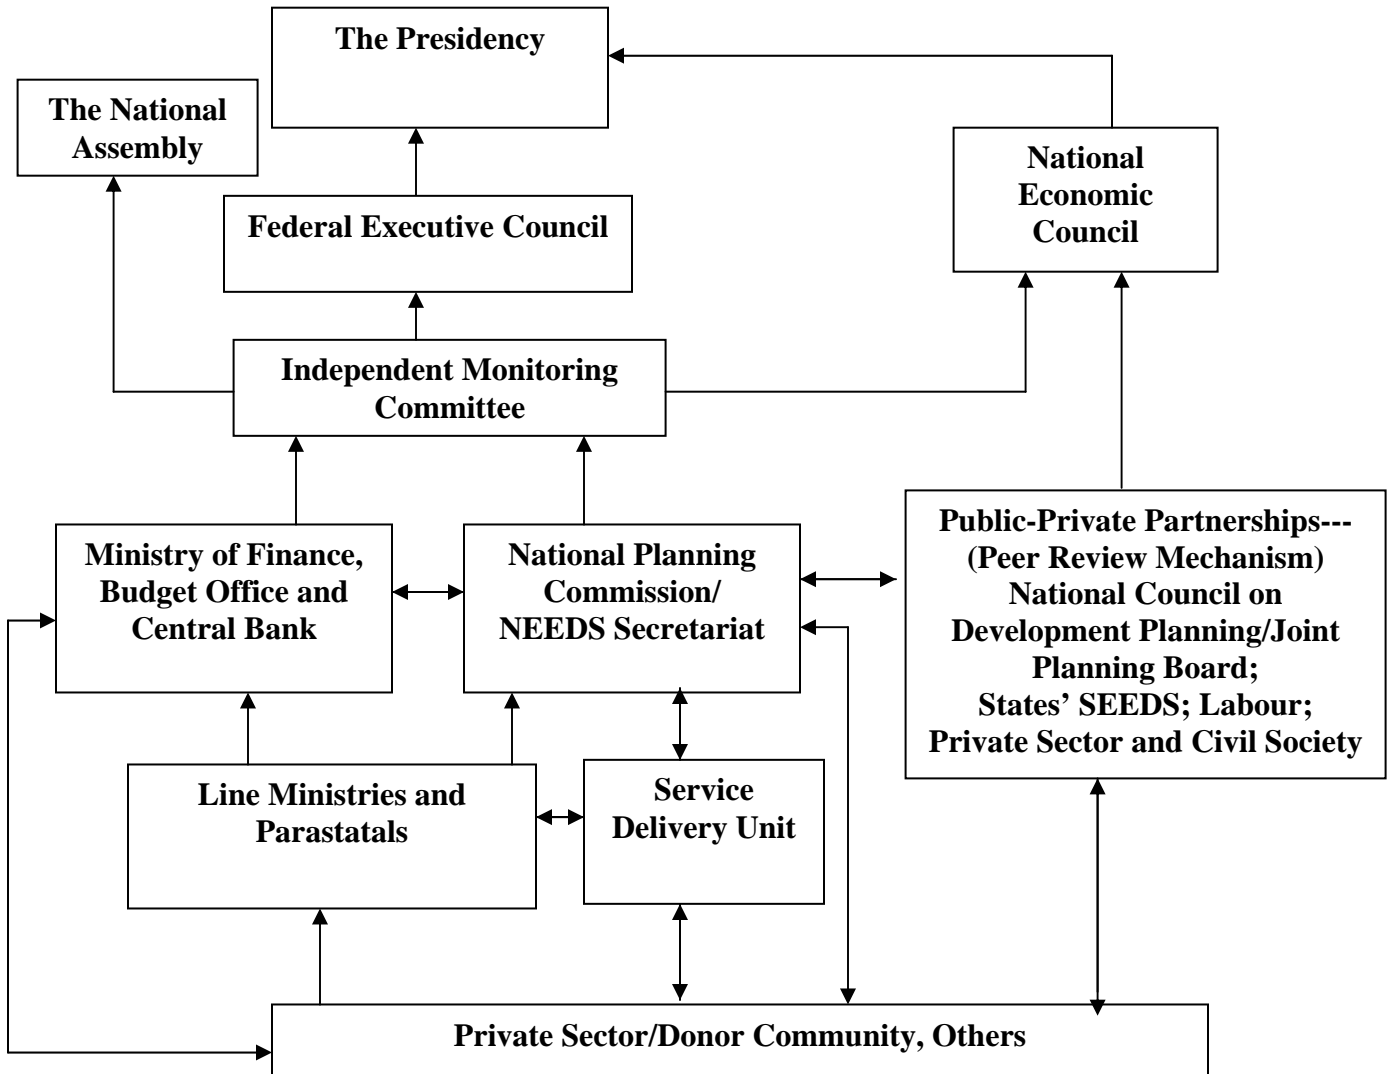 The Presidency
The National
Assembly
National
Economic
Council
Federal Executive Council
Independent Monitoring
Committee
Ministry of Finance,
Budget Office and
Central Bank
National Planning
Commission/
NEEDS Secretariat
Public-Private Partnerships---
(Peer Review Mechanism)
National Council on
Development Planning/Joint
Planning Board;
States’ SEEDS; Labour;
Private Sector and Civil Society
Line Ministries and
Parastatals
Service
Delivery Unit
Private Sector/Donor Community, Others